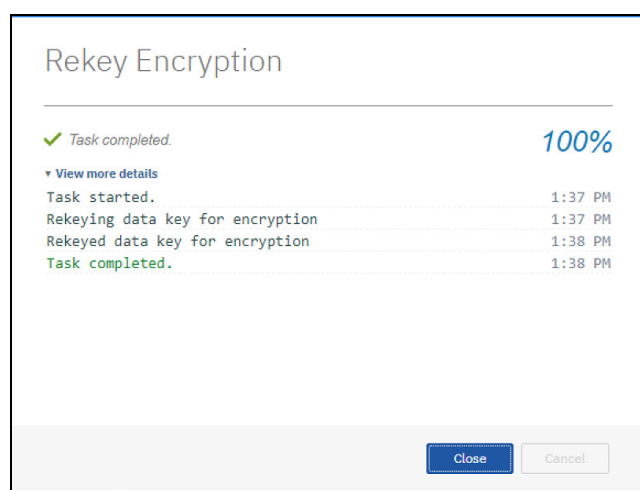 Rekey Encryption
Task completed. 100%
View more details
Task started. 1:37 PM
Rekeying data key for encryption 1:37 PM
Rekeyed data key for encryption 1:38 PM
Task completed. 1:38 PM
Close Cancel